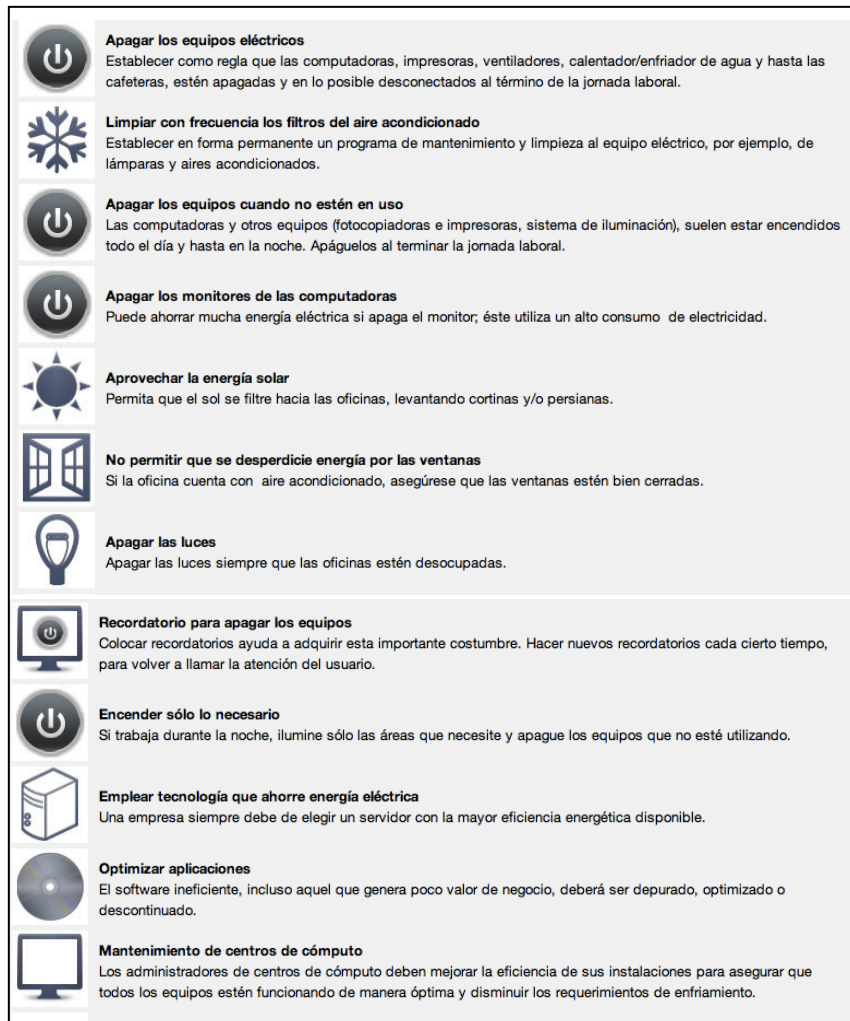 Apagar los equipos eléctricos
Establecer como regla que las computadoras, impresoras, ventiladores, calentador/enfriador de agua y hasta las
cafeteras, estén apagadas y en lo posible desconectados al término de la jornada laboral.
Limpiar con frecuencia los filtros del aire acondicionado
Establecer en forma permanente un programa de mantenimiento y limpieza al equipo eléctrico, por ejemplo, de
lámparas y aires acondicionados.
Apagar los equipos cuando no estén en uso
Las computadoras y otros equipos (fotocopiadoras e impresoras, sistema de iluminación), suelen estar encendidos
todo el día y hasta en la noche. Apáguelos al terminar la jornada laboral.
Apagar los monitores de las computadoras
Puede ahorrar mucha energía eléctrica si apaga el monitor; éste utiliza un alto consumo de electricidad.
Aprovechar la energía solar
Permita que el sol se filtre hacia las oficinas, levantando cortinas y/o persianas.
No permitir que se desperdicie energía por las ventanas
Si la oficina cuenta con aire acondicionado, asegúrese que las ventanas estén bien cerradas.
Apagar las luces
Apagar las luces siempre que las oficinas estén desocupadas.
Recordatorio para apagar los equipos
Colocar recordatorios ayuda a adquirir esta importante costumbre. Hacer nuevos recordatorios cada cierto tiempo,
para volver a llamar la atención del usuario.
Encender sólo lo necesario
Si trabaja durante la noche, ilumine sólo las áreas que necesite y apague los equipos que no esté utilizando.
Emplear tecnología que ahorre energía eléctrica
Una empresa siempre debe de elegir un servidor con la mayor eficiencia energética disponible.
Optimizar aplicaciones
El software ineficiente, incluso aquel que genera poco valor de negocio, deberá ser depurado, optimizado o
descontinuado.
Mantenimiento de centros de cómputo
Los administradores de centros de cómputo deben mejorar la eficiencia de sus instalaciones para asegurar que
todos los equipos estén funcionando de manera óptima y disminuir los requerimientos de enfriamiento.